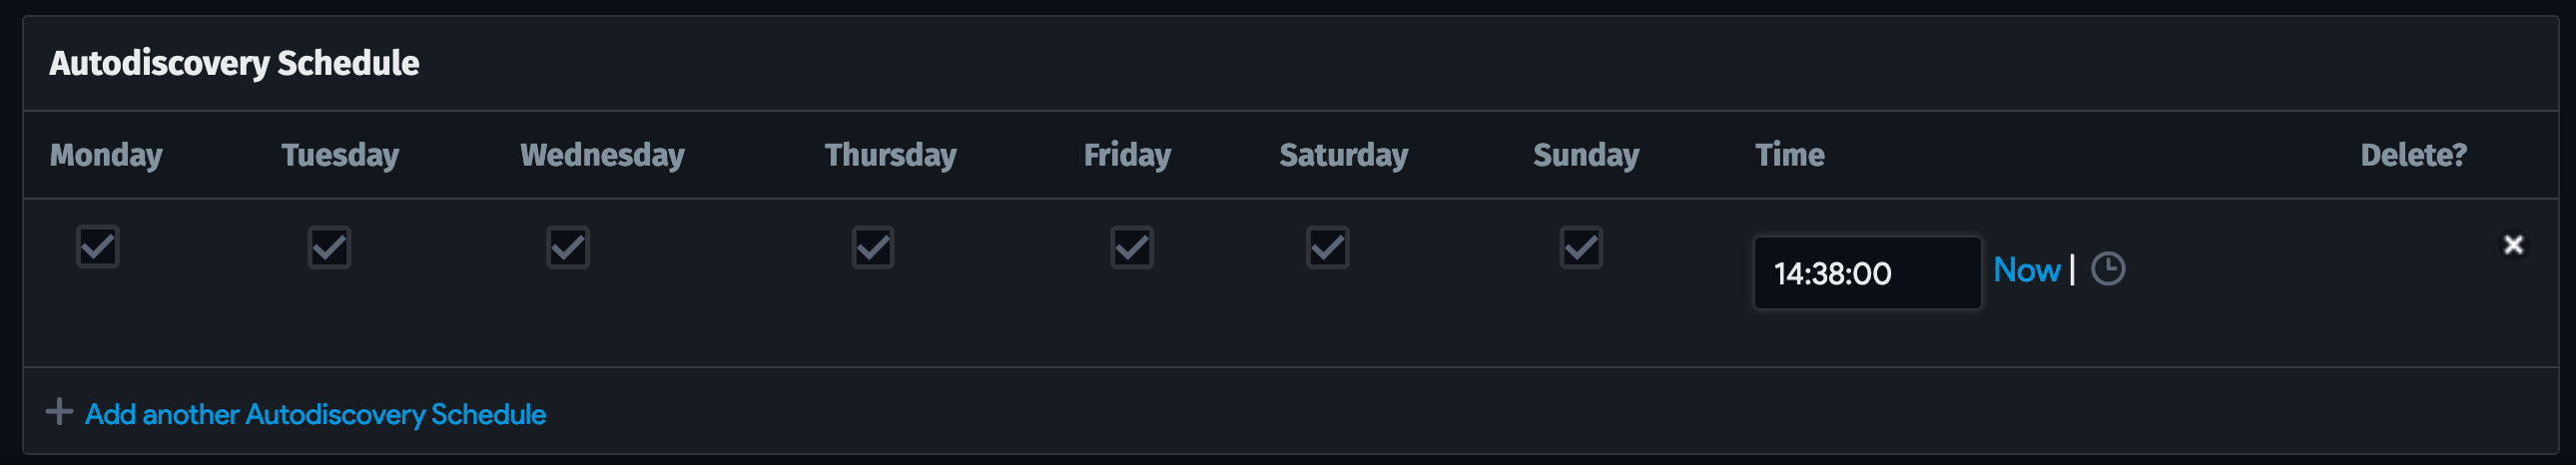 Autodiscovery Schedule
Monday Tuesday Wednesday Thursday Friday Saturday Sunday Time Delete?
14:38:00 Now |
Add another Autodiscovery Schedule